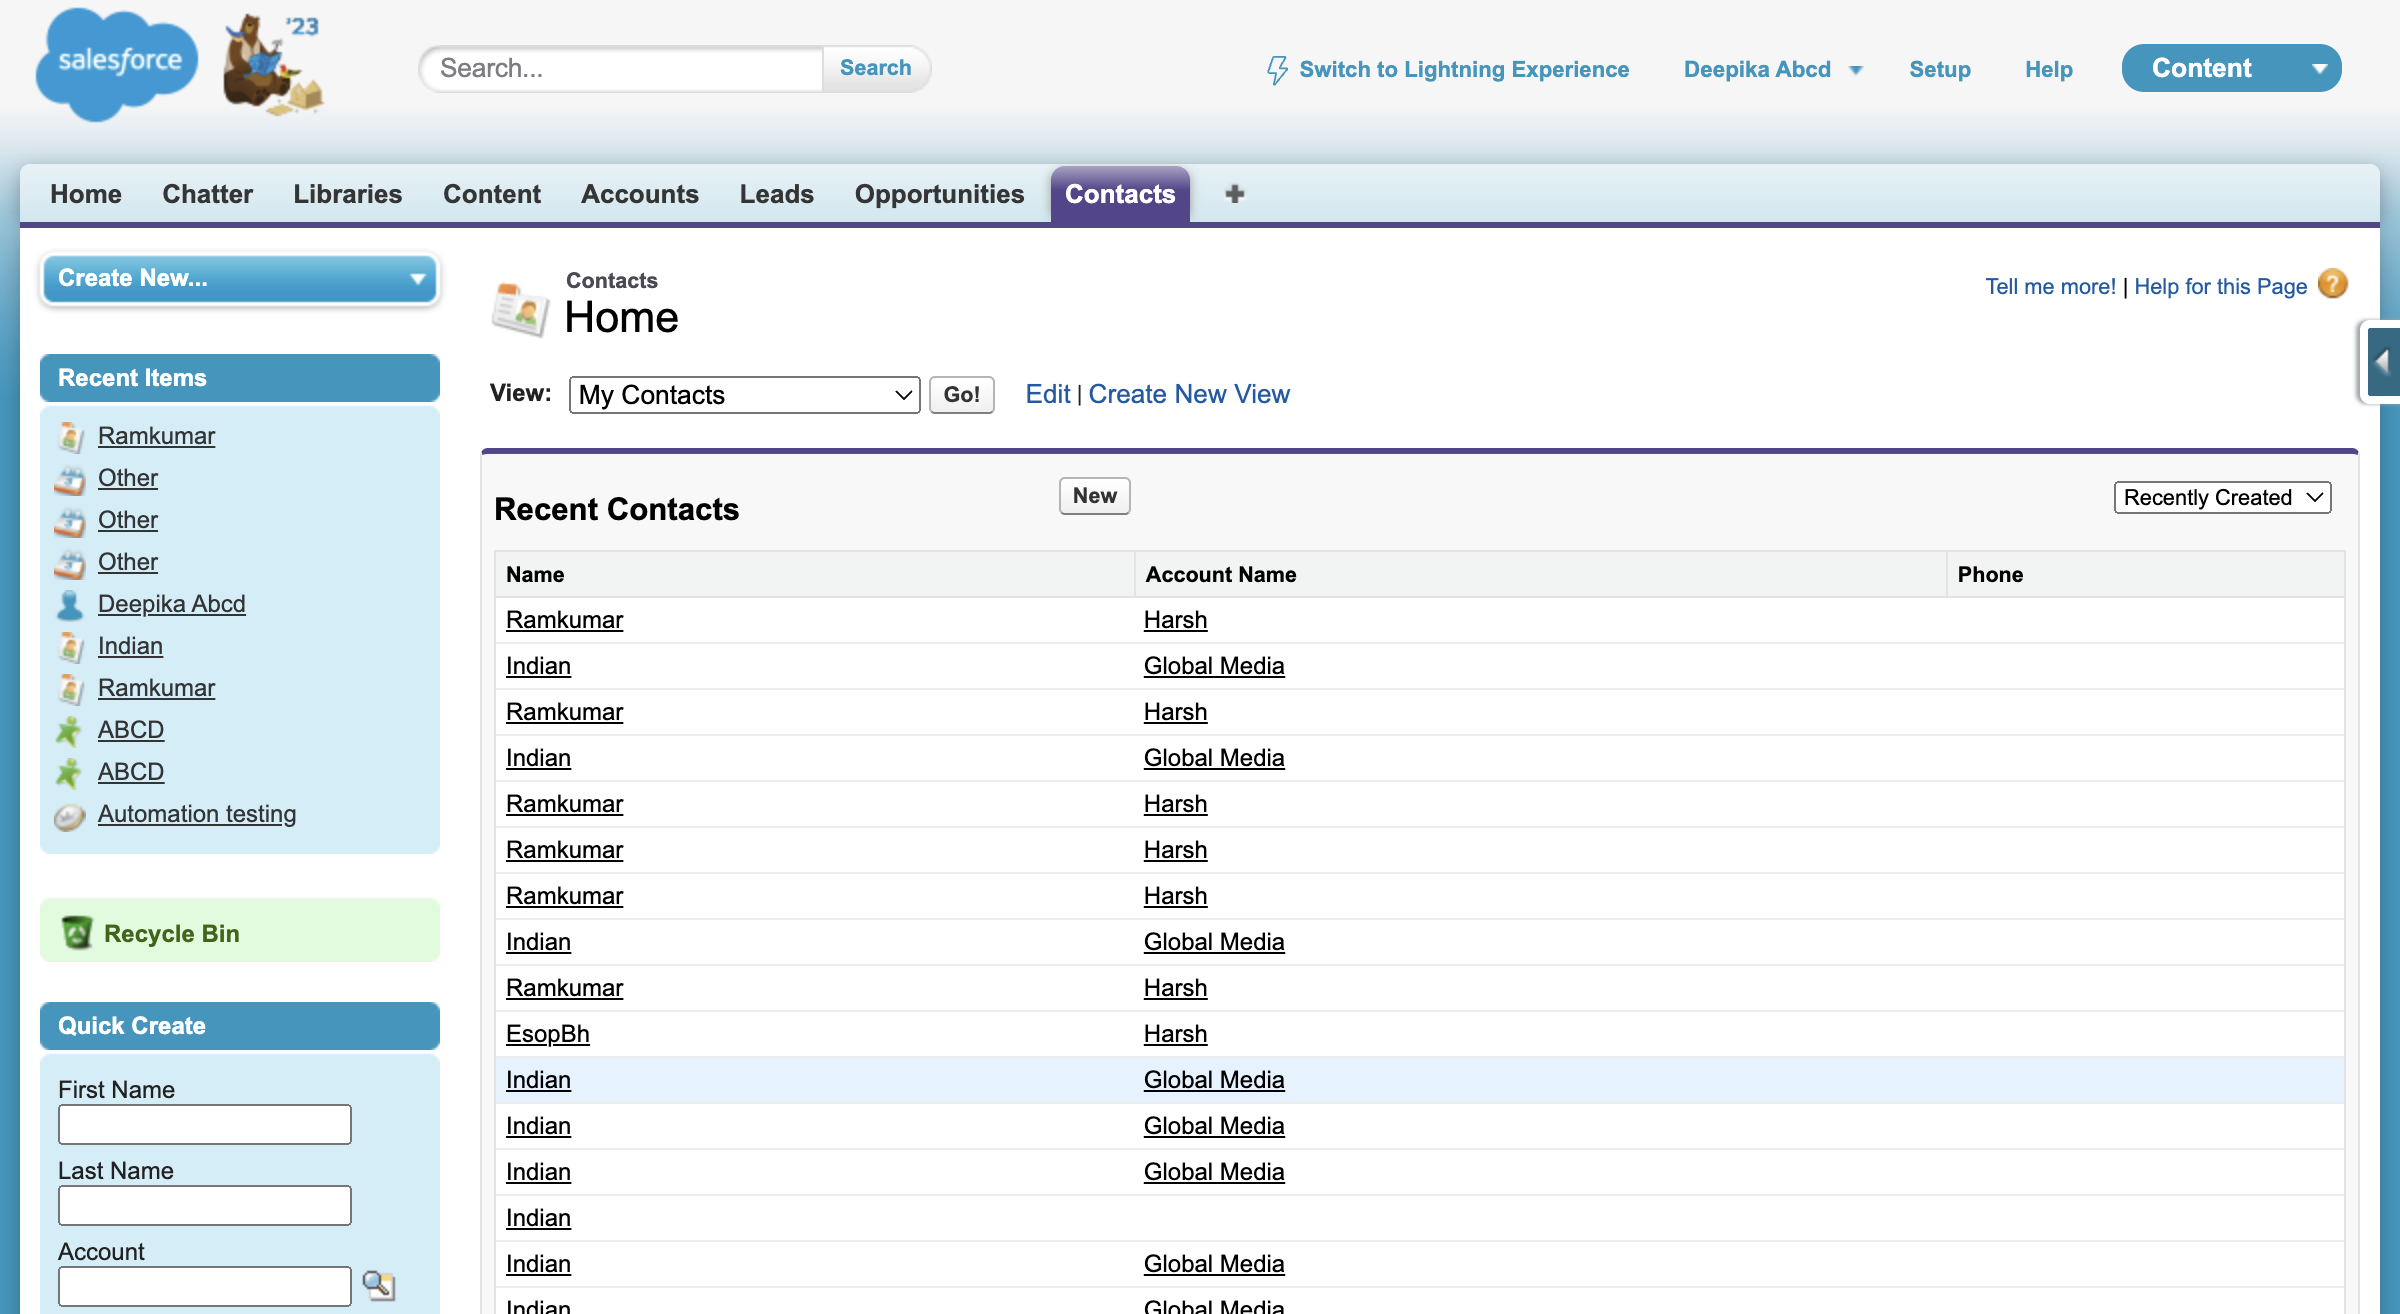 salesforce
'23
Search...
Search
Switch to Lightning Experience
Deepika Abcd
Setup
Help
Content
Home
Chatter
Libraries
Content
Accounts
Leads
Opportunities
Contacts
+
Create New...
Recent Items
Ramkumar
Other
Other
Other
Deepika Abcd
Indian
Ramkumar
ABCD
ABCD
Automation testing
Recycle Bin
Quick Create
First Name
Last Name
Account
Contacts
Home
Tell me more! | Help for this Page ?
View: My Contacts Go! Edit | Create New View
Recent Contacts
New
Recently Created
Name Account Name Phone
Ramkumar Harsh
Indian Global Media
Ramkumar Harsh
Indian Global Media
Ramkumar Harsh
Ramkumar Harsh
Ramkumar Harsh
Indian Global Media
Ramkumar Harsh
EsopBh Harsh
Indian Global Media
Indian Global Media
Indian Global Media
Indian
Indian Global Media
Indian Global Media